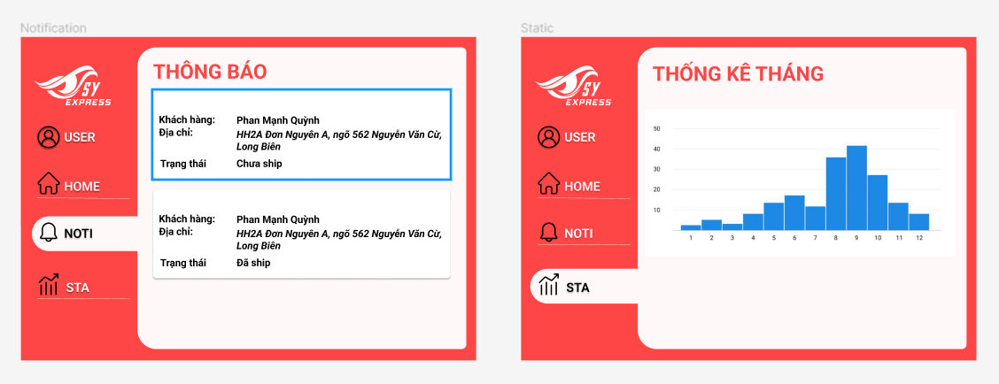 Notification
SY
EXPRESS
USER
HOME
NOTI
STA
THÔNG BÁO
Khách hàng: Phan Mạnh Quỳnh
Địa chỉ: HH2A Đơn Nguyên A, ngõ 562 Nguyễn Văn Cừ,
Long Biên
Trạng thái Chưa ship
Khách hàng: Phan Mạnh Quỳnh
Địa chỉ: HH2A Đơn Nguyên A, ngõ 562 Nguyễn Văn Cừ,
Long Biên
Trạng thái Đã ship
Static
SY
EXPRESS
USER
HOME
NOTI
STA
THỐNG KÊ THÁNG
50
40
30
20
10
1 2 3 4 5 6 7 8 9 10 11 12